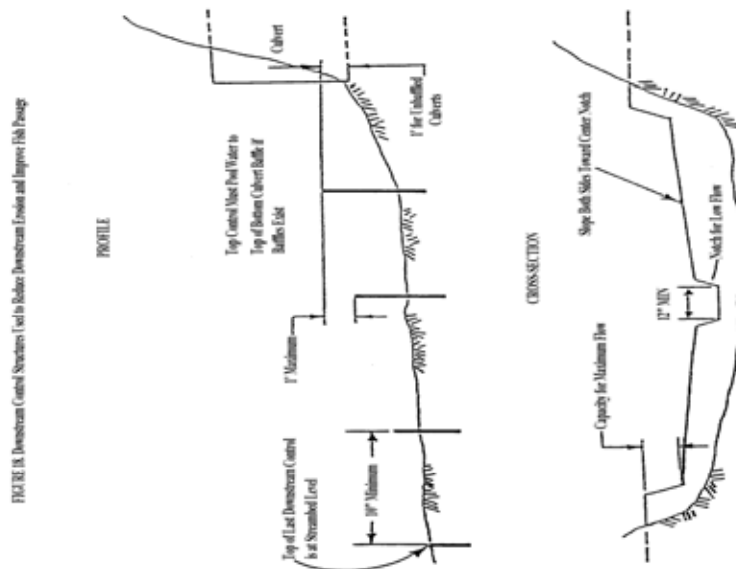 FIGURE 18. Downstream Control Structures Used to Reduce Downstream Erosion and Improve Fish Passage
PROFILE
Culvert
Top Control Must Pool Water to
Top of Bottom Culvert Baffle if
Baffles Exist
1' for Unbaffled
Culverts
1' Maximum
10" Minimum
Top of Last Downstream Control
is at Streambed Level
CROSS-SECTION
Slope Both Sides Toward Center Notch
Notch for Low Flow
12" MIN
Capacity for Maximum Flow